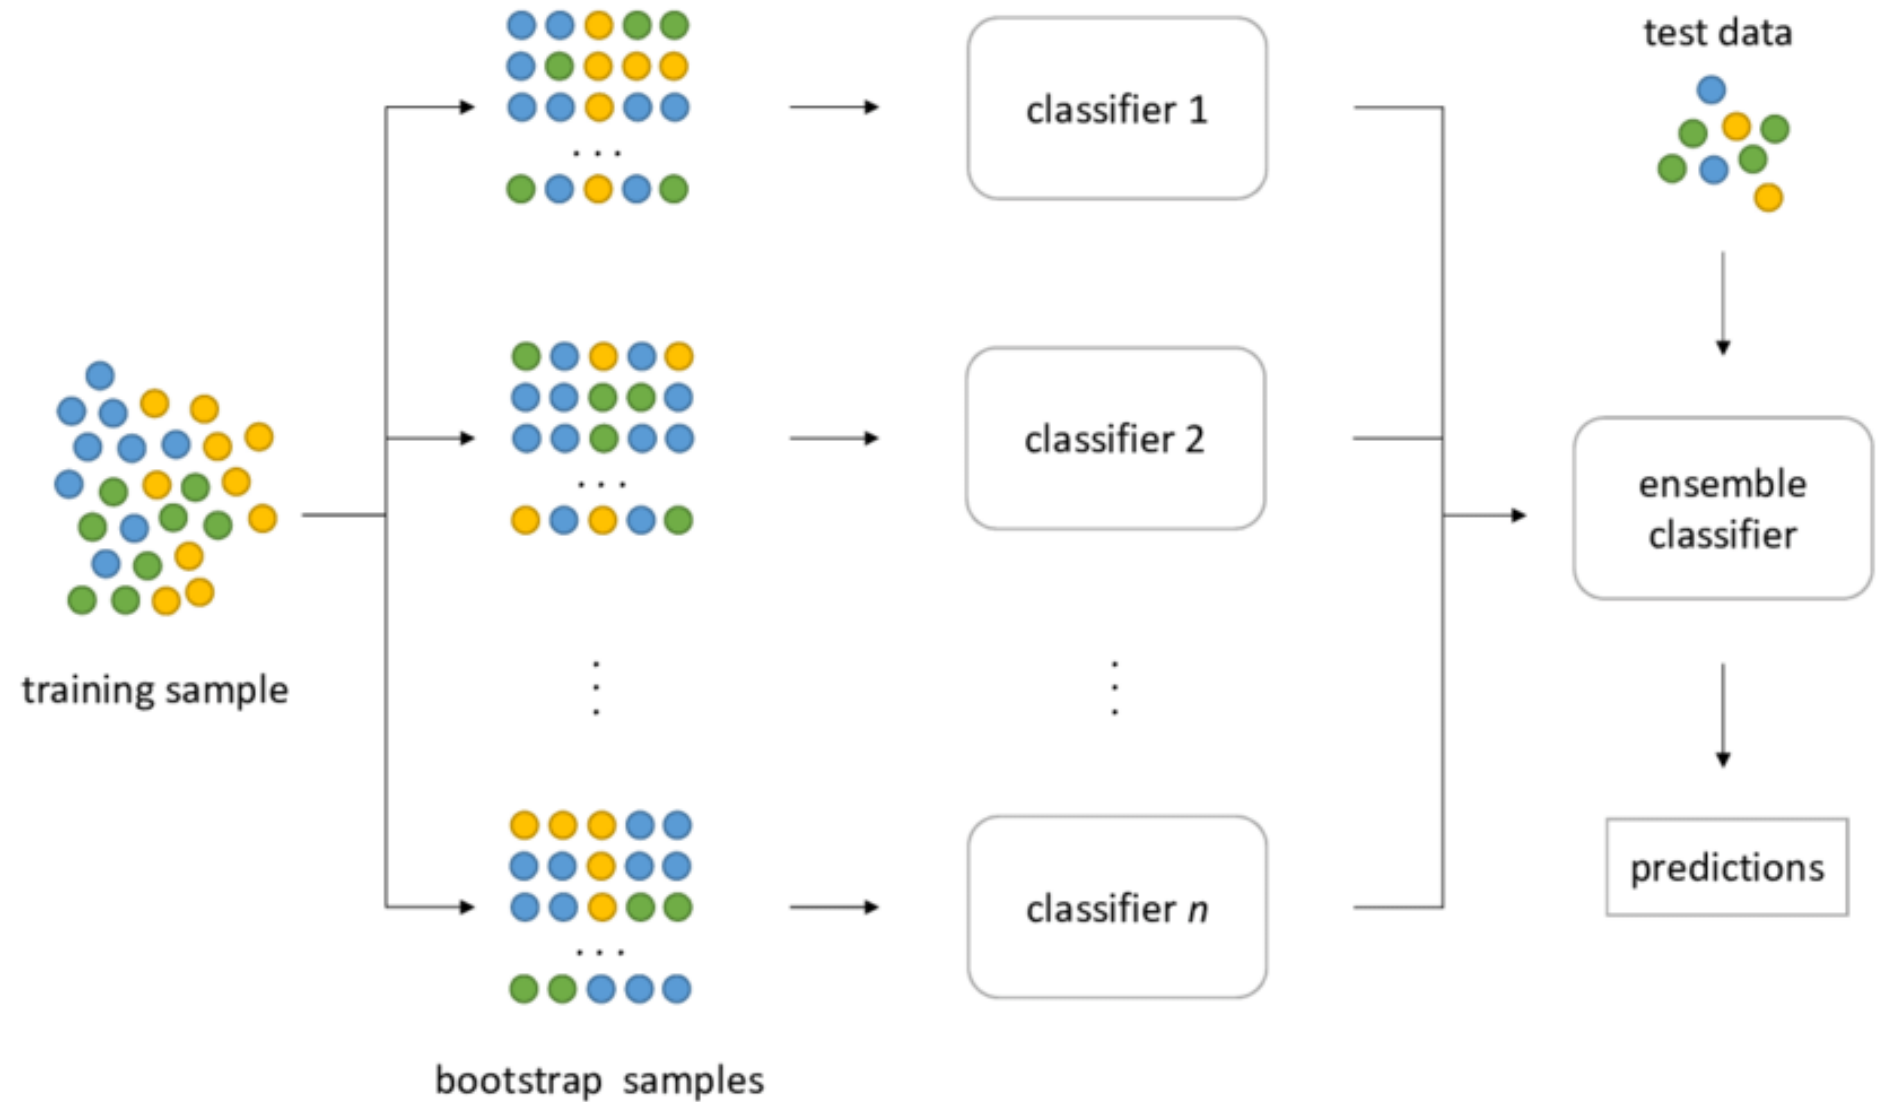 test data
classifier 1
classifier 2
ensemble
classifier
training sample
predictions
classifier n
bootstrap samples